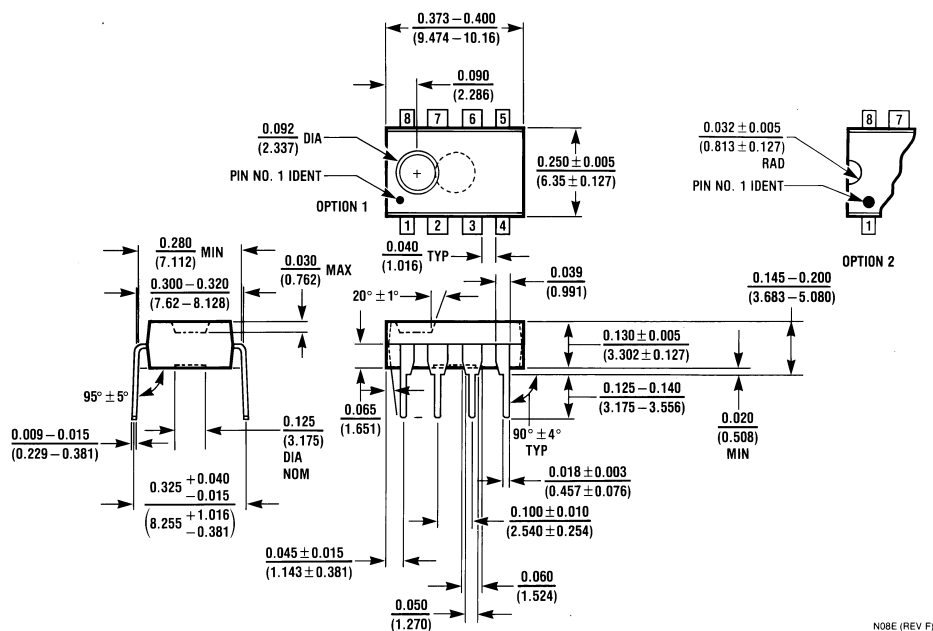 0.373 – 0.400
(9.474 – 10.16)
0.090
(2.286)
8 7 6 5
0.092 DIA
(2.337)
+
PIN NO. 1 IDENT
OPTION 1
0.250 ± 0.005
(6.35 ± 0.127)
1 2 3 4
0.032 ± 0.005
(0.813 ± 0.127)
RAD
PIN NO. 1 IDENT
8 7
1
OPTION 2
0.280 MIN
(7.112)
0.300 – 0.320
(7.62 – 8.128)
0.030 MAX
(0.762)
0.040 TYP
(1.016)
0.039
(0.991)
20° ± 1°
0.145 – 0.200
(3.683 – 5.080)
0.130 ± 0.005
(3.302 ± 0.127)
0.125 – 0.140
(3.175 – 3.556)
0.020
(0.508)
MIN
95° ± 5°
0.009 – 0.015
(0.229 – 0.381)
0.125
(3.175)
DIA
NOM
0.065
(1.651)
90° ± 4°
TYP
0.018 ± 0.003
(0.457 ± 0.076)
0.325 +0.040
–0.015
(8.255 +1.016
–0.381)
0.100 ± 0.010
(2.540 ± 0.254)
0.045 ± 0.015
(1.143 ± 0.381)
0.060
(1.524)
0.050
(1.270)
N08E (REV F)